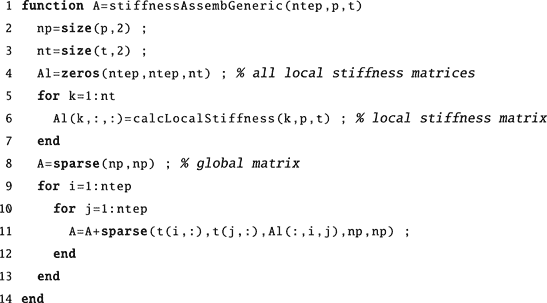 1 function A=stiffnessAssembGeneric(ntep,p,t)
2 np=size(p,2) ;
3 nt=size(t,2) ;
4 Al=zeros(ntep,ntep,nt) ; % all local stiffness matrices
5 for k=1:nt
6 Al(k,:,:)=calcLocalStiffness(k,p,t) ; % local stiffness matrix
7 end
8 A=sparse(np,np) ; % global matrix
9 for i=1:ntep
10 for j=1:ntep
11 A=A+sparse(t(i,:),t(j,:),Al(:,i,j),np,np) ;
12 end
13 end
14 end